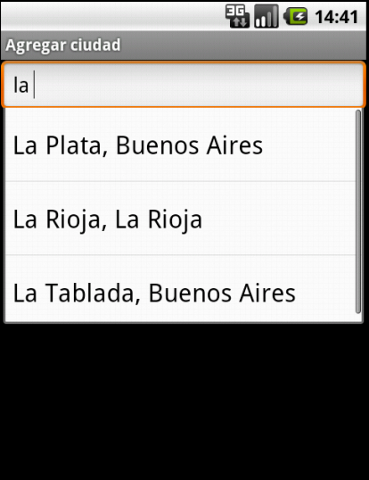 3G 14:41
Agregar ciudad
la
La Plata, Buenos Aires
La Rioja, La Rioja
La Tablada, Buenos Aires